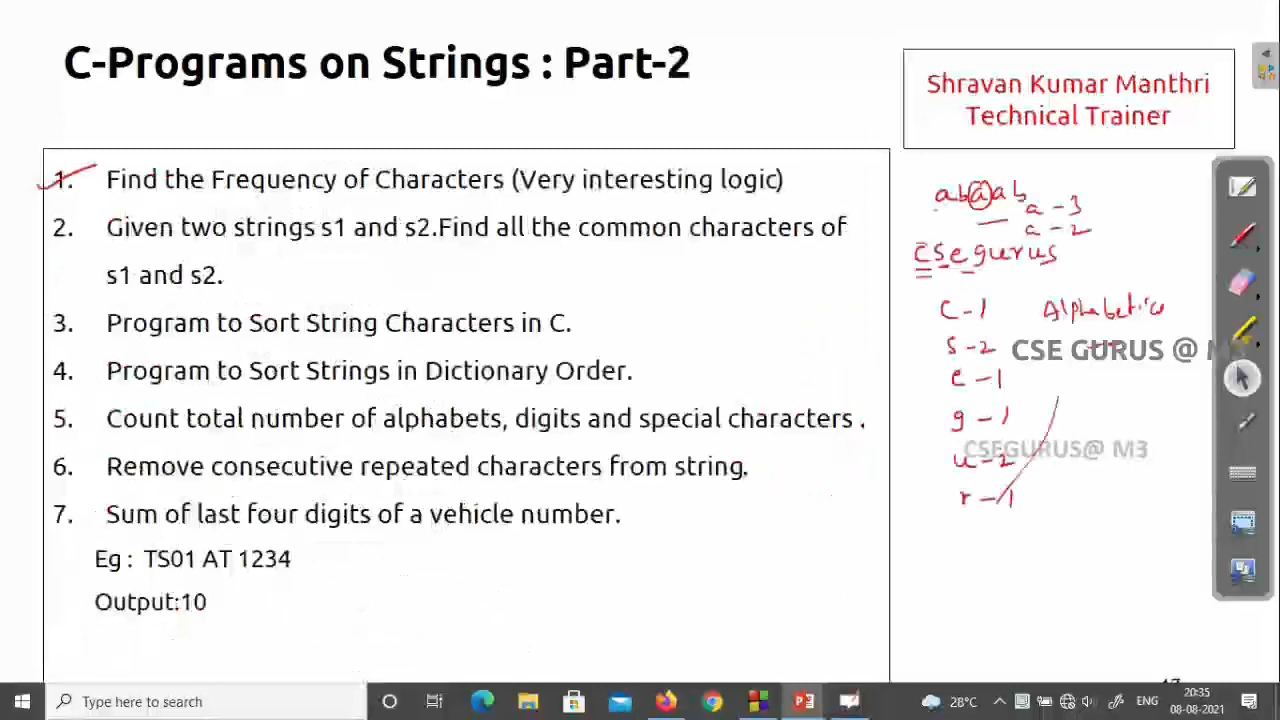 C-Programs on Strings : Part-2
Shravan Kumar Manthri
Technical Trainer
1. Find the Frequency of Characters (Very interesting logic)
2. Given two strings s1 and s2.Find all the common characters of
s1 and s2.
3. Program to Sort String Characters in C.
4. Program to Sort Strings in Dictionary Order.
5. Count total number of alphabets, digits and special characters .
6. Remove consecutive repeated characters from string.
7. Sum of last four digits of a vehicle number.
Eg : TS01 AT 1234
Output:10
abaab
a - 3
a - 2
csegurus
c - 1
s - 2
e - 1
g - 1
u - 2
r - 1
CSE GURUS @ M3
CSEGURUS@ M3
Type here to search
28°C
ENG
20:35
08-08-2021